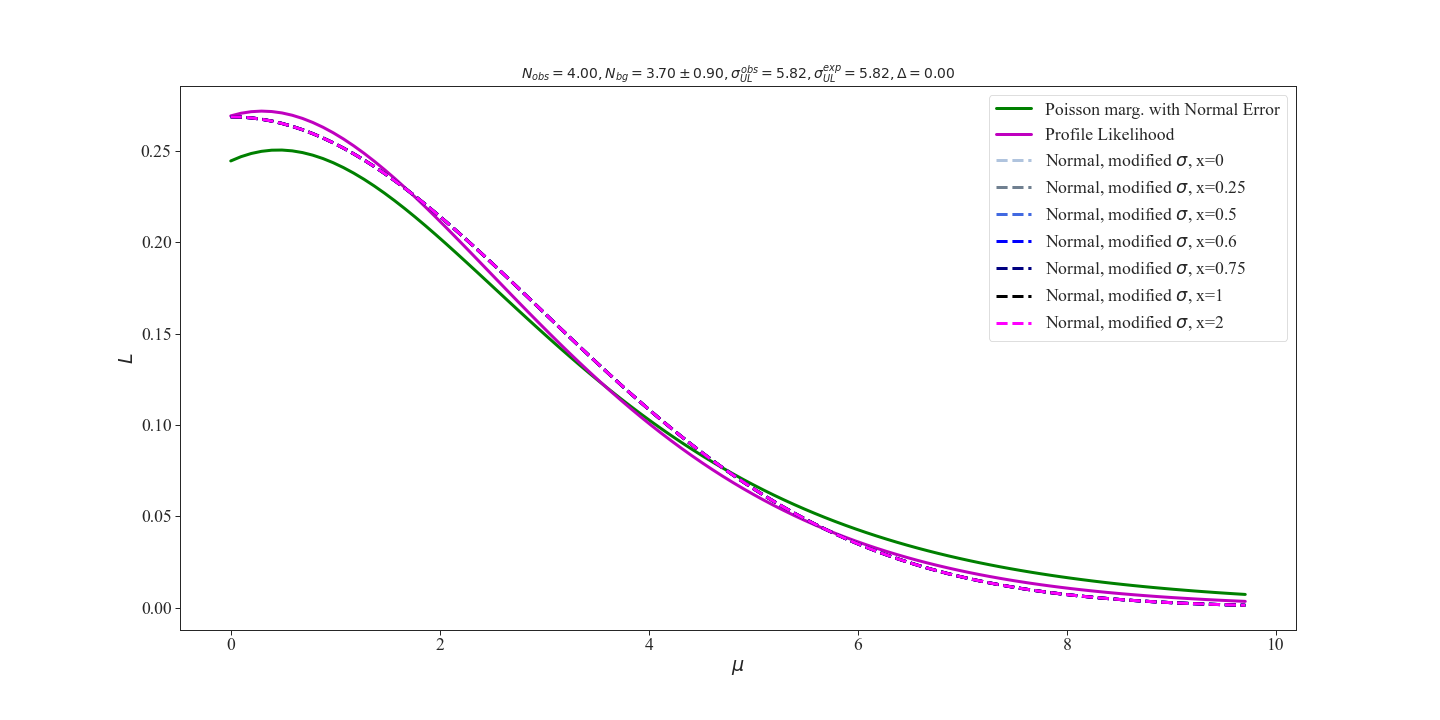 N_obs = 4.00, N_bg = 3.70 ± 0.90, σ_UL^obs = 5.82, σ_UL^exp = 5.82, Δ = 0.00
Poisson marg. with Normal Error
Profile Likelihood
Normal, modified σ, x=0
Normal, modified σ, x=0.25
Normal, modified σ, x=0.5
Normal, modified σ, x=0.6
Normal, modified σ, x=0.75
Normal, modified σ, x=1
Normal, modified σ, x=2
0.25
0.20
0.15
0.10
0.05
0.00
L
0 2 4 6 8 10
μ